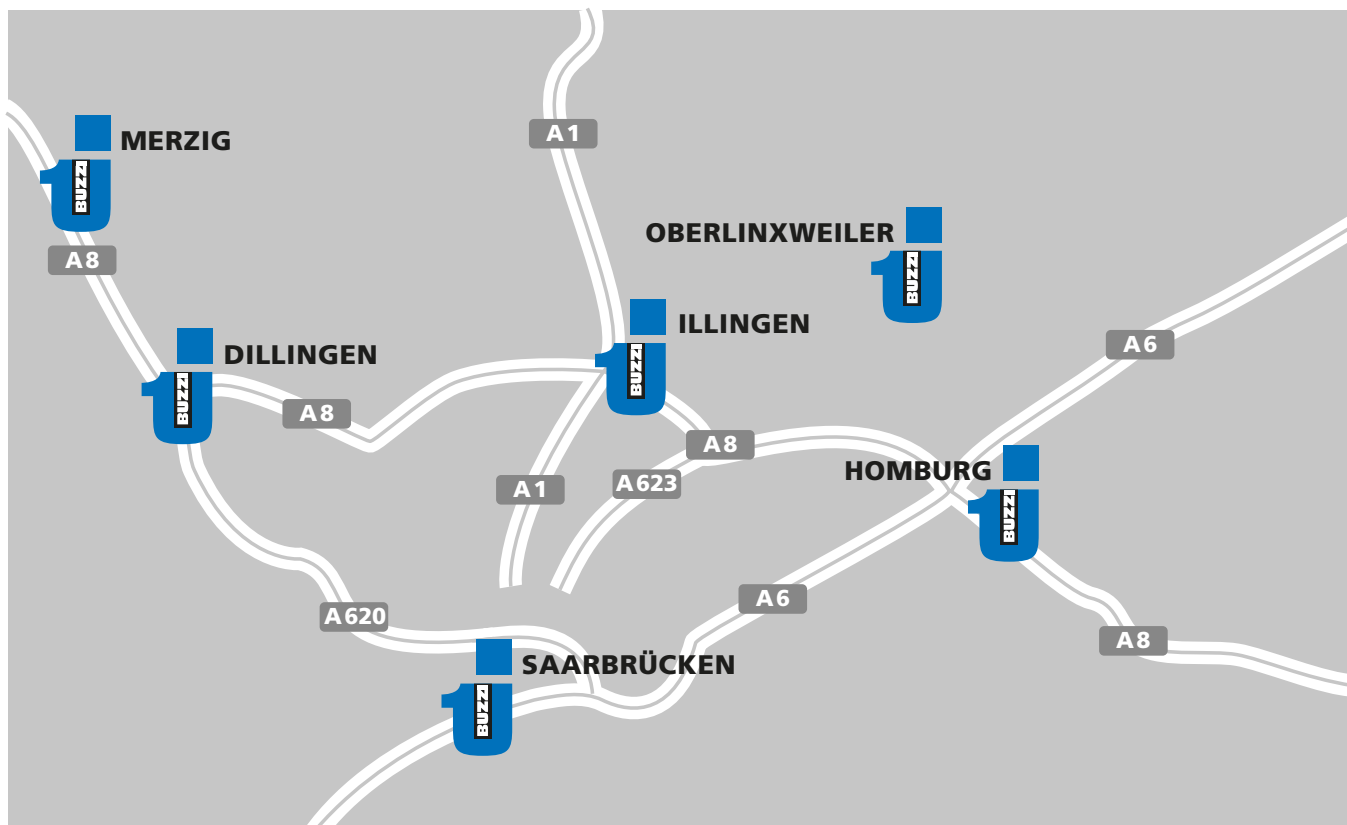 A1
MERZIG
BUZZI
OBERLINXWEILER
A8
BUZZI
ILLINGEN
A6
DILLINGEN
BUZZI
BUZZI
A8
A8
HOMBURG
A1
A623
BUZZI
A6
A620
A8
SAARBRÜCKEN
BUZZI